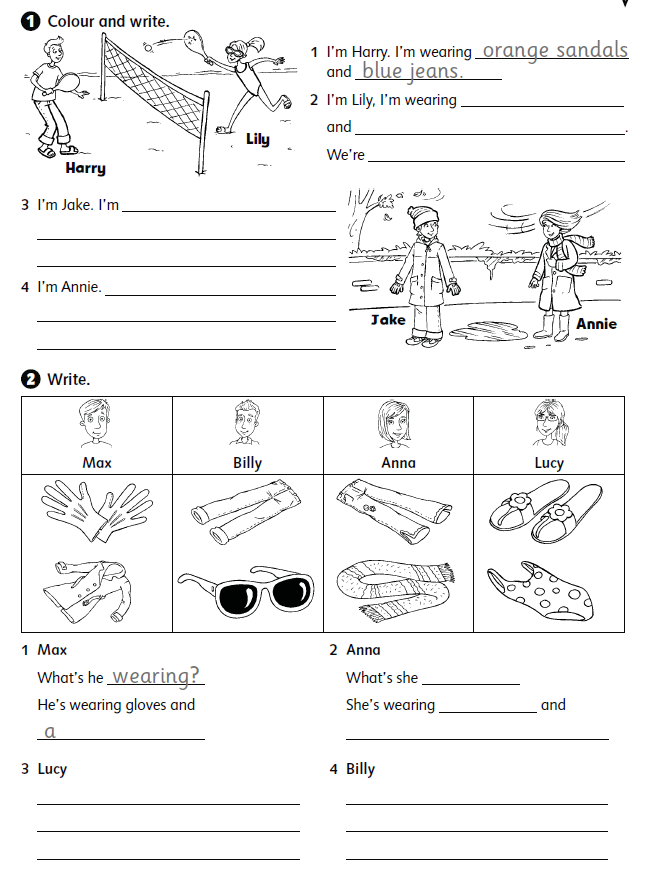 1 Colour and write.
1 I'm Harry. I'm wearing orange sandals
and blue jeans.
2 I'm Lily, I'm wearing
and .
We're
Harry
Lily
3 I'm Jake. I'm
4 I'm Annie.
Jake
Annie
2 Write.
Max Billy Anna Lucy
1 Max
What's he wearing?
He's wearing gloves and
a
2 Anna
What's she
She's wearing and
3 Lucy
4 Billy